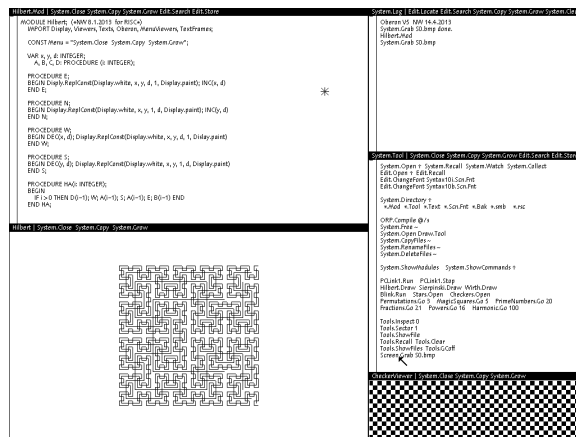 Hilbert.Mod | System.Close System.Copy System.Grow Edit.Search Edit.Store
MODULE Hilbert; (*NW 8.1.2013 for RISC*)
IMPORT Display, Viewers, Texts, Oberon, MenuViewers, TextFrames;
CONST Menu = "System.Close System.Copy System.Grow";
VAR x, y, d: INTEGER;
A, B, C, D: PROCEDURE (i: INTEGER);
PROCEDURE E;
BEGIN Display.ReplConst(Display.white, x, y, d, 1, Display.paint); INC(x, d)
END E;
PROCEDURE N;
BEGIN Display.ReplConst(Display.white, x, y, 1, d, Display.paint); INC(y, d)
END N;
PROCEDURE W;
BEGIN DEC(x, d); Display.ReplConst(Display.white, x, y, d, 1, Display.paint)
END W;
PROCEDURE S;
BEGIN DEC(y, d); Display.ReplConst(Display.white, x, y, 1, d, Display.paint)
END S;
PROCEDURE HA(i: INTEGER);
BEGIN
IF i > 0 THEN D(i-1); W; A(i-1); S; A(i-1); E; B(i-1) END
END HA;
Hilbert | System.Close System.Copy System.Grow
System.Log | Edit.Locate Edit.Search System.Copy System.Grow System.Clea
Oberon V5 NW 14.4.2013
System.Grab S0.bmp done.
Hilbert.Mod
System.Grab S0.bmp
System.Tool | System.Close System.Copy System.Grow Edit.Search Edit.Store
System.Open ↑ System.Recall System.Watch System.Collect
Edit.Open ↑ Edit.Recall
Edit.ChangeFont Syntax10i.Scn.Fnt
Edit.ChangeFont Syntax10b.Scn.Fnt
System.Directory ↑
*.Mod *.Tool *.Text *.Scn.Fnt *.Bak *.smb *.rsc
ORP.Compile @/s
System.Free ~
System.Open Draw.Tool
System.CopyFiles ~
System.RenameFiles ~
System.DeleteFiles ~
System.ShowModules System.ShowCommands ↑
PCLink1.Run PCLink1.Stop
Hilbert.Draw Sierpinski.Draw Wirth.Draw
Blink.Run Stars.Open Checkers.Open
Permutations.Go 3 MagicSquares.Go 5 PrimeNumbers.Go 20
Fractions.Go 21 Powers.Go 16 Harmonic.Go 100
Tools.Inspect 0
Tools.Sector 1
Tools.ShowFile
Tools.Recall Tools.Clear
Tools.ShowFiles Tools.GCoff
Screen.Grab S0.bmp
CheckerViewer | System.Close System.Copy System.Grow